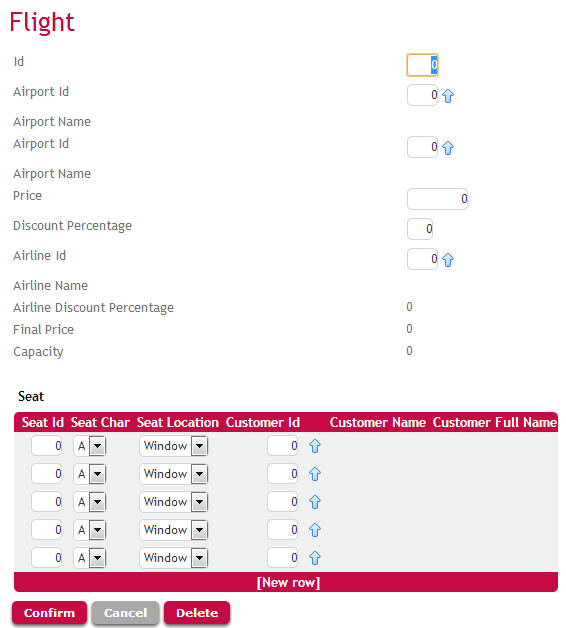 Flight
Id 0
Airport Id 0
Airport Name
Airport Id 0
Airport Name
Price 0
Discount Percentage 0
Airline Id 0
Airline Name
Airline Discount Percentage 0
Final Price 0
Capacity 0
Seat
Seat Id Seat Char Seat Location Customer Id Customer Name Customer Full Name
0 A Window 0
0 A Window 0
0 A Window 0
0 A Window 0
0 A Window 0
[New row]
Confirm Cancel Delete